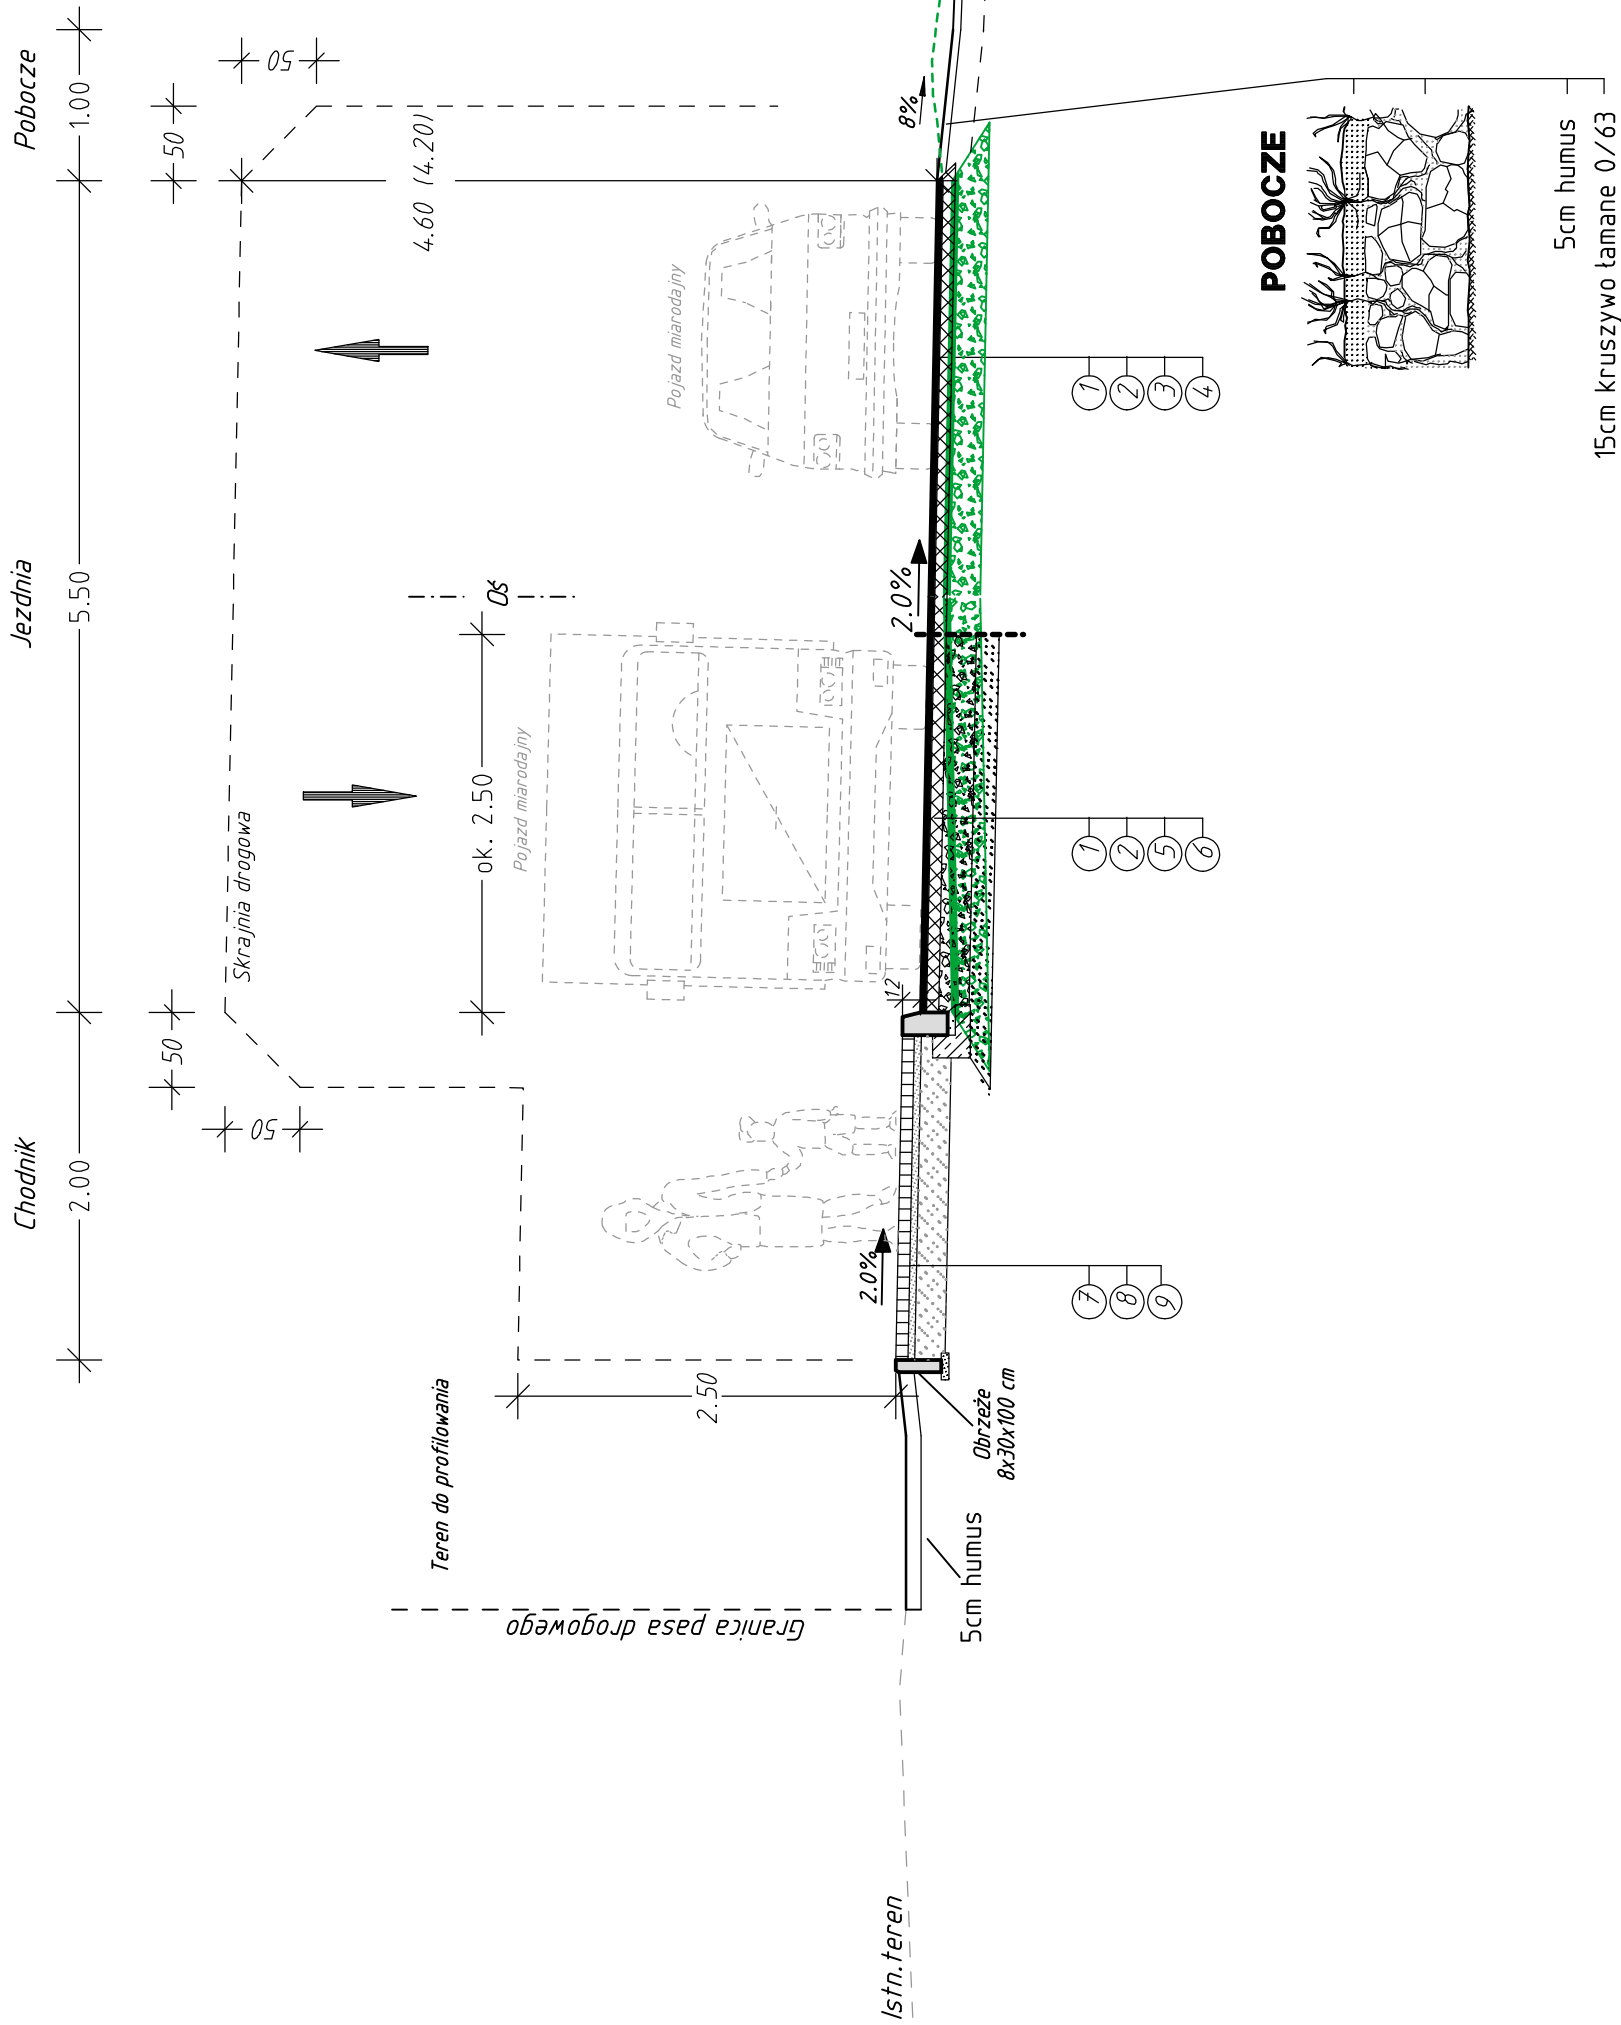 Chodnik
Jezdnia
Pobocze
2.00
5.50
1.00
50
50
50
50
Skrajnia drogowa
4.60 (4.20)
Teren do profilowania
ok. 2.50
Oś
Pojazd miarodajny
Pojazd miarodajny
Granica pasa drogowego
2.50
2.0%
12
2.0%
8%
Istn.teren
5cm humus
Obrzeże
8x30x100 cm
7
8
9
1
2
5
6
1
2
3
4
POBOCZE
5cm humus
15cm Kruszywo łamane 0/63